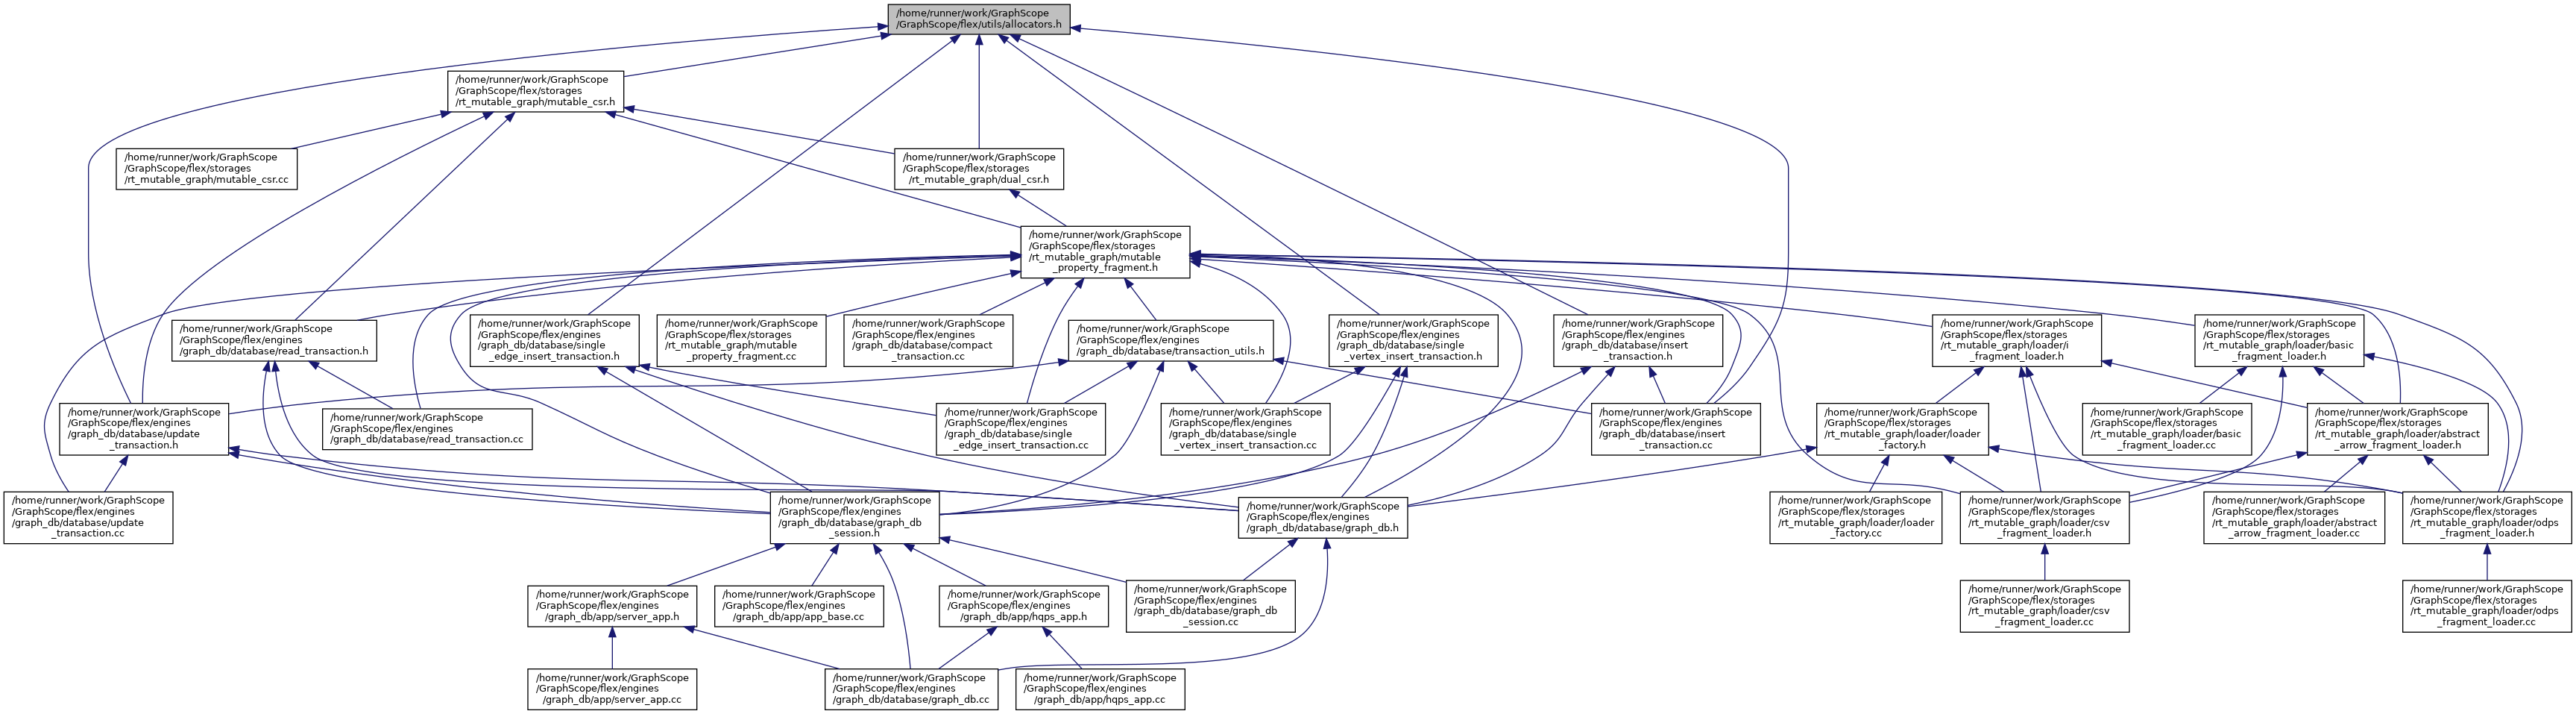 /home/runner/work/GraphScope
/GraphScope/flex/utils/allocators.h
/home/runner/work/GraphScope
/GraphScope/flex/storages
/rt_mutable_graph/mutable_csr.h
/home/runner/work/GraphScope
/GraphScope/flex/storages
/rt_mutable_graph/mutable_csr.cc
/home/runner/work/GraphScope
/GraphScope/flex/storages
/rt_mutable_graph/dual_csr.h
/home/runner/work/GraphScope
/GraphScope/flex/storages
/rt_mutable_graph/mutable
_property_fragment.h
/home/runner/work/GraphScope
/GraphScope/flex/engines
/graph_db/database/read_transaction.h
/home/runner/work/GraphScope
/GraphScope/flex/engines
/graph_db/database/single
_edge_insert_transaction.h
/home/runner/work/GraphScope
/GraphScope/flex/storages
/rt_mutable_graph/mutable
_property_fragment.cc
/home/runner/work/GraphScope
/GraphScope/flex/engines
/graph_db/database/compact
_transaction.cc
/home/runner/work/GraphScope
/GraphScope/flex/engines
/graph_db/database/transaction_utils.h
/home/runner/work/GraphScope
/GraphScope/flex/engines
/graph_db/database/single
_vertex_insert_transaction.h
/home/runner/work/GraphScope
/GraphScope/flex/engines
/graph_db/database/insert
_transaction.h
/home/runner/work/GraphScope
/GraphScope/flex/storages
/rt_mutable_graph/loader/i
_fragment_loader.h
/home/runner/work/GraphScope
/GraphScope/flex/storages
/rt_mutable_graph/loader/basic
_fragment_loader.h
/home/runner/work/GraphScope
/GraphScope/flex/engines
/graph_db/database/update
_transaction.h
/home/runner/work/GraphScope
/GraphScope/flex/engines
/graph_db/database/read_transaction.cc
/home/runner/work/GraphScope
/GraphScope/flex/engines
/graph_db/database/single
_edge_insert_transaction.cc
/home/runner/work/GraphScope
/GraphScope/flex/engines
/graph_db/database/single
_vertex_insert_transaction.cc
/home/runner/work/GraphScope
/GraphScope/flex/engines
/graph_db/database/insert
_transaction.cc
/home/runner/work/GraphScope
/GraphScope/flex/storages
/rt_mutable_graph/loader/loader
_factory.h
/home/runner/work/GraphScope
/GraphScope/flex/storages
/rt_mutable_graph/loader/basic
_fragment_loader.cc
/home/runner/work/GraphScope
/GraphScope/flex/storages
/rt_mutable_graph/loader/abstract
_arrow_fragment_loader.h
/home/runner/work/GraphScope
/GraphScope/flex/engines
/graph_db/database/update
_transaction.cc
/home/runner/work/GraphScope
/GraphScope/flex/engines
/graph_db/database/graph_db
_session.h
/home/runner/work/GraphScope
/GraphScope/flex/engines
/graph_db/database/graph_db.h
/home/runner/work/GraphScope
/GraphScope/flex/storages
/rt_mutable_graph/loader/loader
_factory.cc
/home/runner/work/GraphScope
/GraphScope/flex/storages
/rt_mutable_graph/loader/csv
_fragment_loader.h
/home/runner/work/GraphScope
/GraphScope/flex/storages
/rt_mutable_graph/loader/abstract
_arrow_fragment_loader.cc
/home/runner/work/GraphScope
/GraphScope/flex/storages
/rt_mutable_graph/loader/odps
_fragment_loader.h
/home/runner/work/GraphScope
/GraphScope/flex/engines
/graph_db/app/server_app.h
/home/runner/work/GraphScope
/GraphScope/flex/engines
/graph_db/app/app_base.cc
/home/runner/work/GraphScope
/GraphScope/flex/engines
/graph_db/app/hqps_app.h
/home/runner/work/GraphScope
/GraphScope/flex/engines
/graph_db/database/graph_db
_session.cc
/home/runner/work/GraphScope
/GraphScope/flex/storages
/rt_mutable_graph/loader/csv
_fragment_loader.cc
/home/runner/work/GraphScope
/GraphScope/flex/storages
/rt_mutable_graph/loader/odps
_fragment_loader.cc
/home/runner/work/GraphScope
/GraphScope/flex/engines
/graph_db/app/server_app.cc
/home/runner/work/GraphScope
/GraphScope/flex/engines
/graph_db/database/graph_db.cc
/home/runner/work/GraphScope
/GraphScope/flex/engines
/graph_db/app/hqps_app.cc